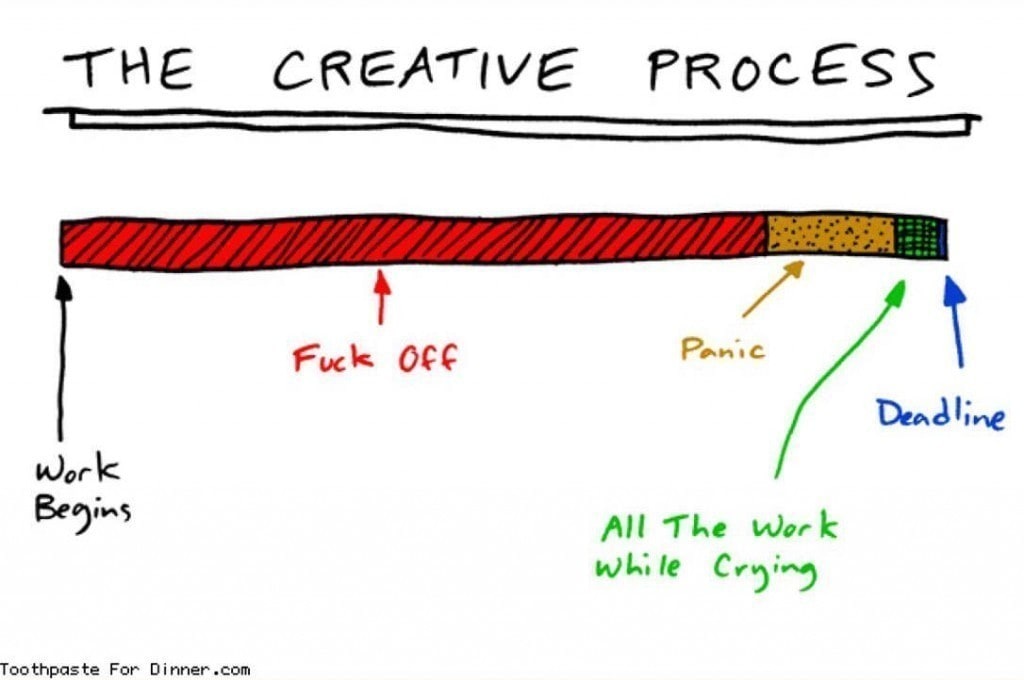 THE CREATIVE PROCESS
Fuck Off
Panic
Deadline
Work
Begins
All The Work
While Crying
Toothpaste For Dinner.com